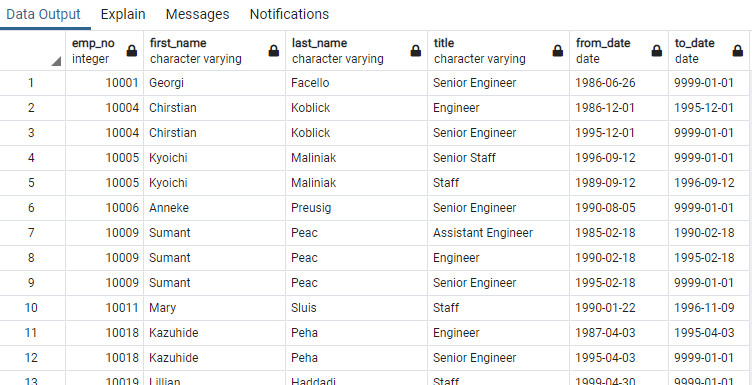 Data Output Explain Messages Notifications
emp_no first_name last_name title from_date to_date
integer character varying character varying character varying date date
1 10001 Georgi Facello Senior Engineer 1986-06-26 9999-01-01
2 10004 Chirstian Koblick Engineer 1986-12-01 1995-12-01
3 10004 Chirstian Koblick Senior Engineer 1995-12-01 9999-01-01
4 10005 Kyoichi Maliniak Senior Staff 1996-09-12 9999-01-01
5 10005 Kyoichi Maliniak Staff 1989-09-12 1996-09-12
6 10006 Anneke Preusig Senior Engineer 1990-08-05 9999-01-01
7 10009 Sumant Peac Assistant Engineer 1985-02-18 1990-02-18
8 10009 Sumant Peac Engineer 1990-02-18 1995-02-18
9 10009 Sumant Peac Senior Engineer 1995-02-18 9999-01-01
10 10011 Mary Sluis Staff 1990-01-22 1996-11-09
11 10018 Kazuhide Peha Engineer 1987-04-03 1995-04-03
12 10018 Kazuhide Peha Senior Engineer 1995-04-03 9999-01-01
13 10019 Lillian Haddadi Staff 1999-04-30 9999-01-01